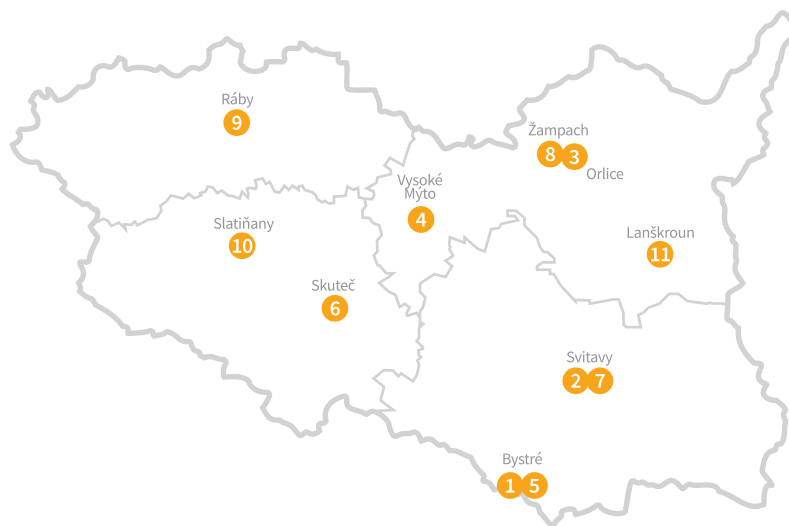 Ráby
9
Žampach
8 3
Orlice
Vysoké
Mýto
4
Slatiňany
10
Lanškroun
11
Skuteč
6
Svitavy
2 7
Bystré
1 5